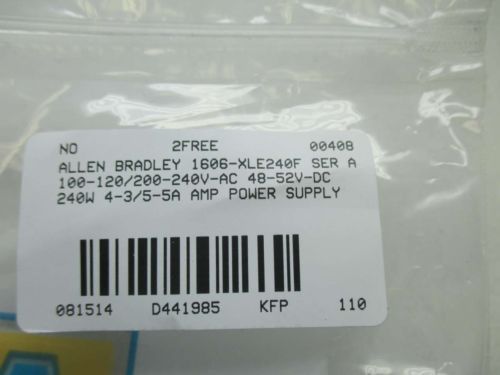 NO 2FREE 00408
ALLEN BRADLEY 1606-XLE240F SER A
100-120/200-240V-AC 48-52V-DC
240W 4-3/5-5A AMP POWER SUPPLY
081514 D441985 KFP 110